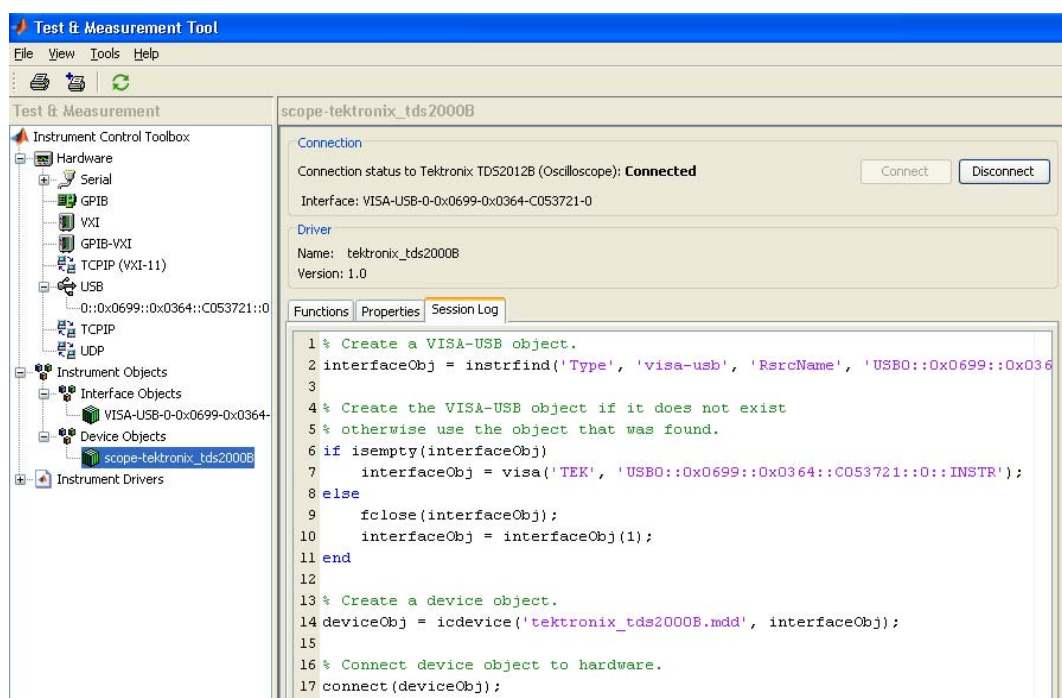 Test & Measurement Tool
File View Tools Help
Test & Measurement
Instrument Control Toolbox
Hardware
Serial
GPIB
VXI
GPIB-VXI
TCPIP (VXI-11)
USB
0::0x0699::0x0364::C053721::0
TCPIP
UDP
Instrument Objects
Interface Objects
VISA-USB-0-0x0699-0x0364-
Device Objects
scope-tektronix_tds2000B
Instrument Drivers
scope-tektronix_tds2000B
Connection
Connection status to Tektronix TDS2012B (Oscilloscope): Connected
Connect Disconnect
Interface: VISA-USB-0-0x0699-0x0364-C053721-0
Driver
Name: tektronix_tds2000B
Version: 1.0
Functions Properties Session Log
1 % Create a VISA-USB object.
2 interfaceObj = instrfind('Type', 'visa-usb', 'RsrcName', 'USB0::0x0699::0x036
3
4 % Create the VISA-USB object if it does not exist
5 % otherwise use the object that was found.
6 if isempty(interfaceObj)
7 interfaceObj = visa('TEK', 'USB0::0x0699::0x0364::C053721::0::INSTR');
8 else
9 fclose(interfaceObj);
10 interfaceObj = interfaceObj(1);
11 end
12
13 % Create a device object.
14 deviceObj = icdevice('tektronix_tds2000B.mdd', interfaceObj);
15
16 % Connect device object to hardware.
17 connect(deviceObj);